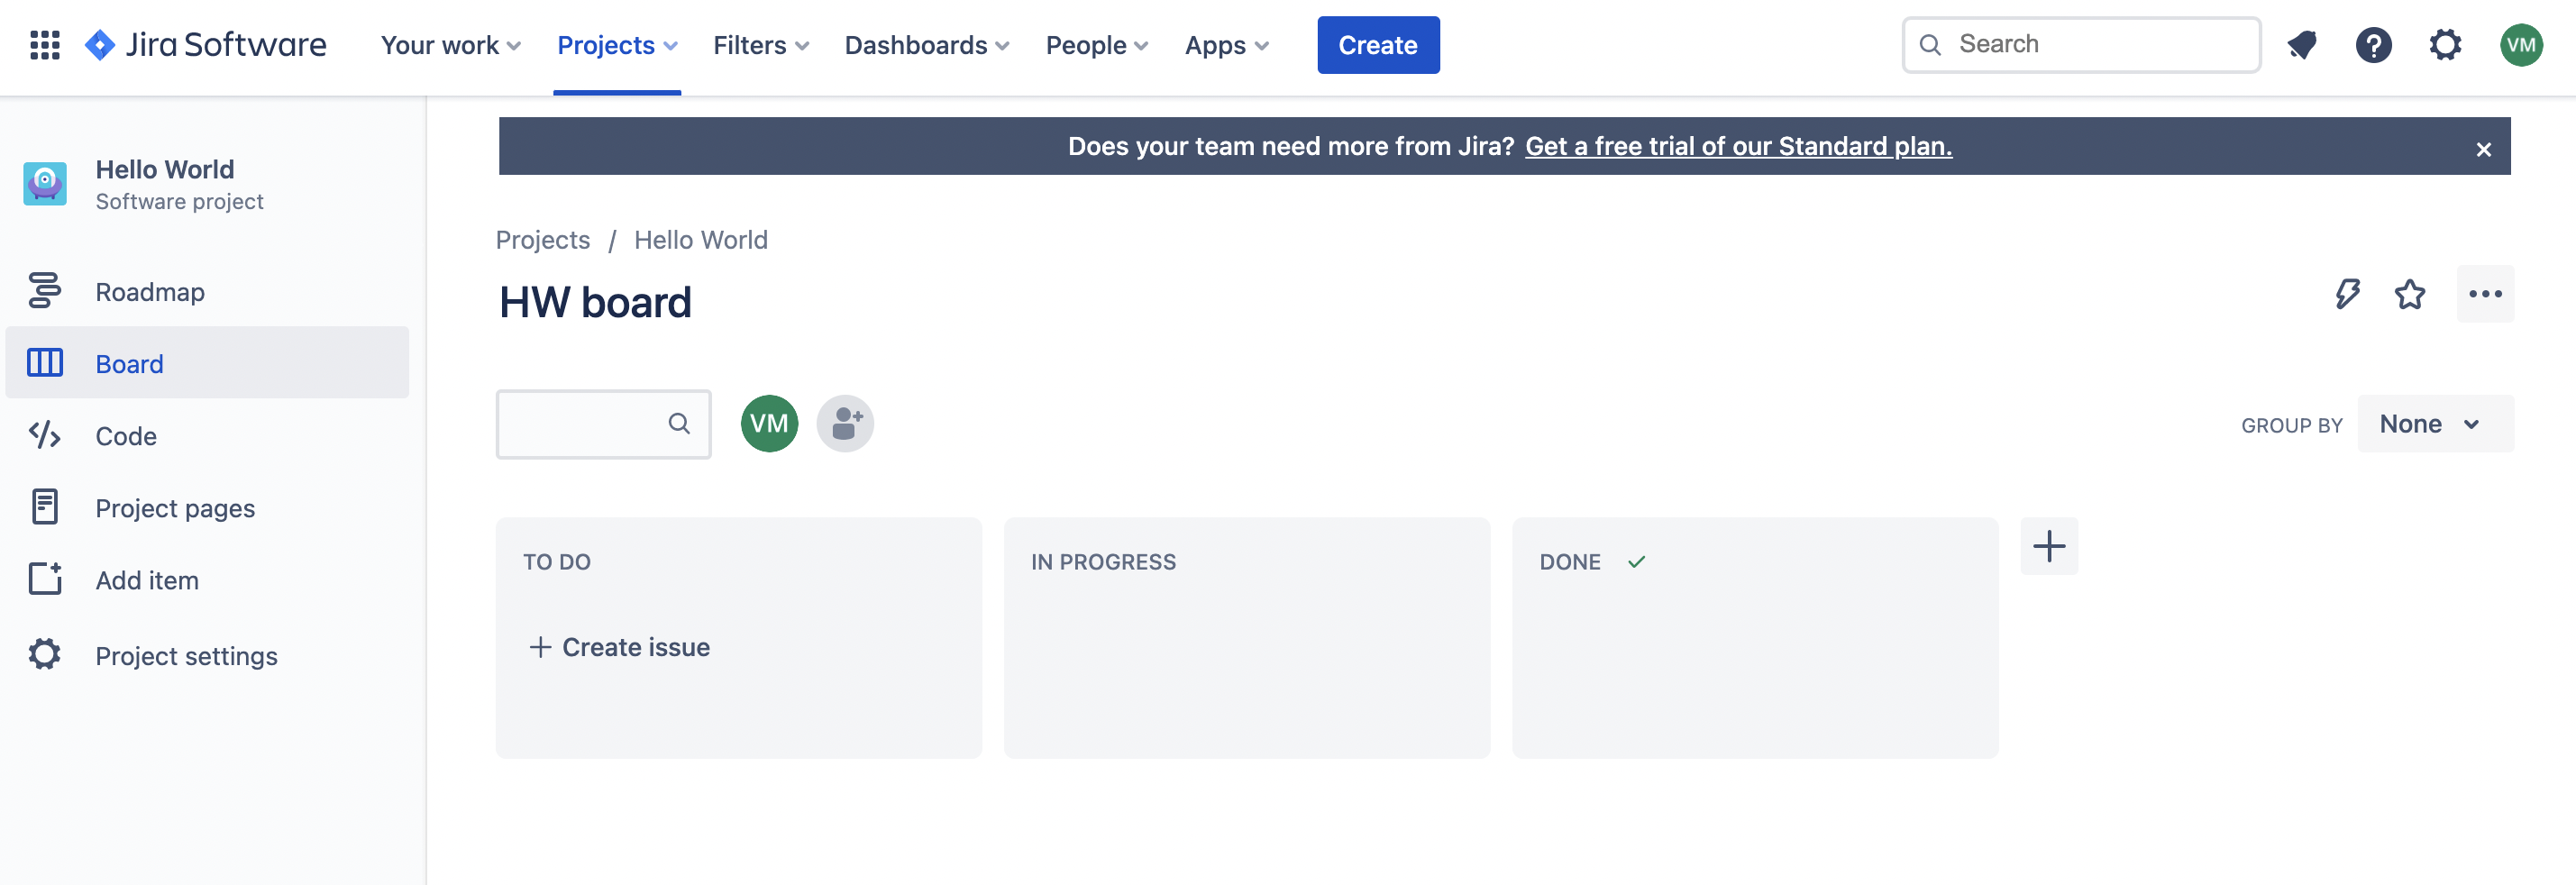 Jira Software
Your work
Projects
Filters
Dashboards
People
Apps
Create
Search
VM
Hello World
Software project
Roadmap
Board
Code
Project pages
Add item
Project settings
Does your team need more from Jira? Get a free trial of our Standard plan.
Projects / Hello World
HW board
VM
GROUP BY
None
TO DO
IN PROGRESS
DONE
Create issue